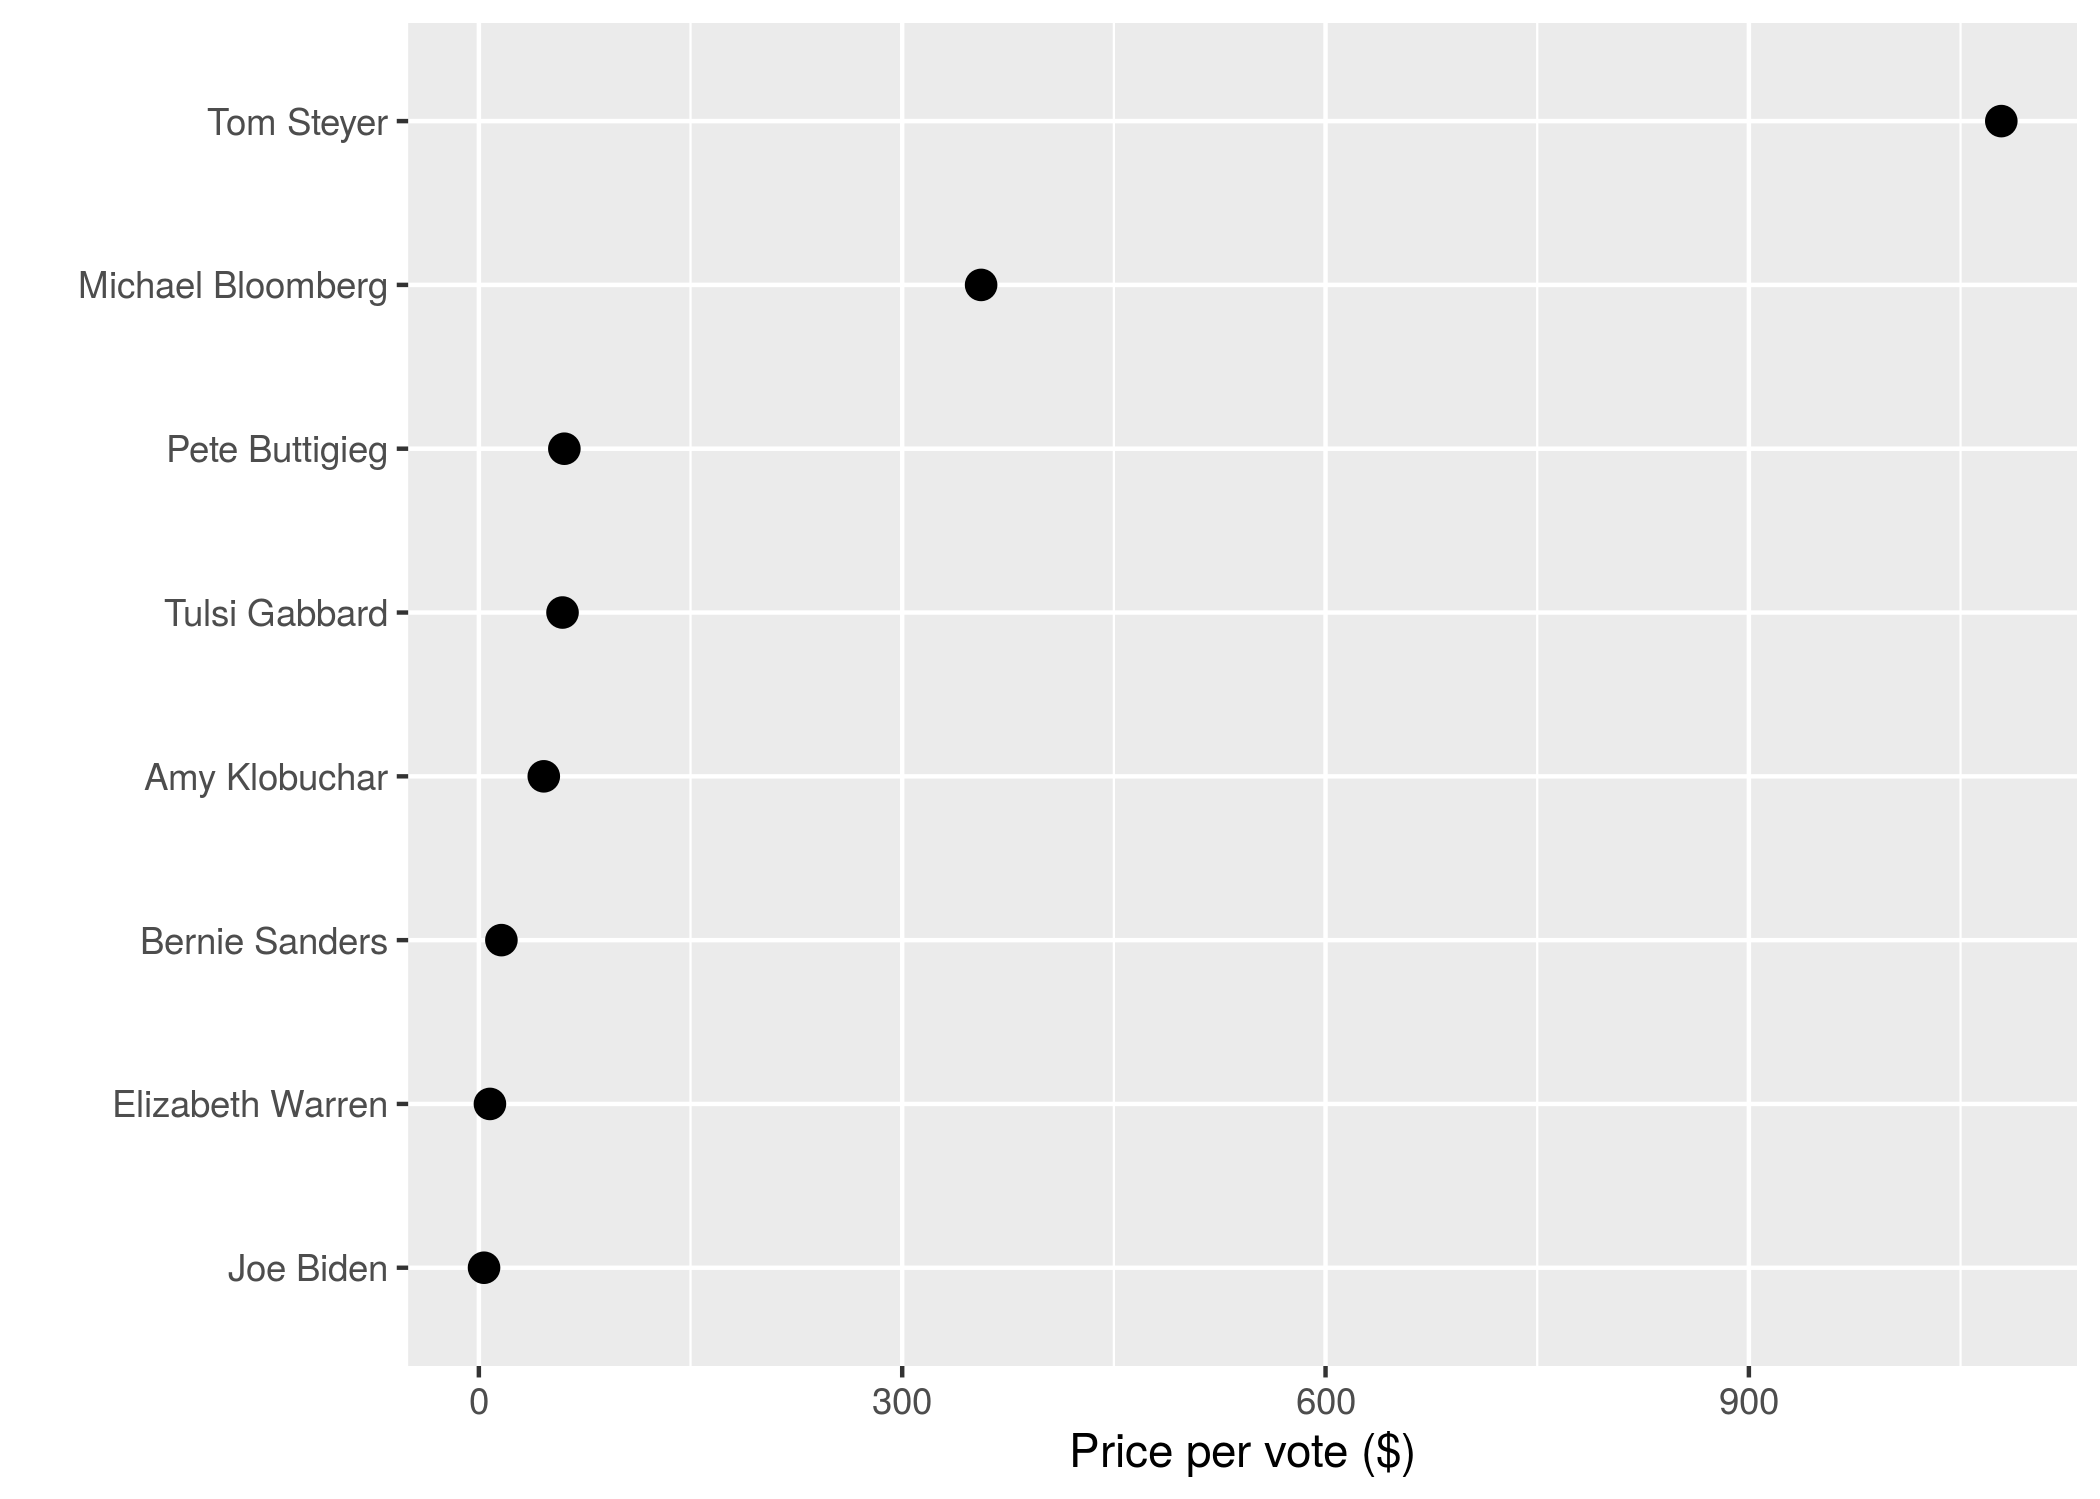 Tom Steyer
Michael Bloomberg
Pete Buttigieg
Tulsi Gabbard
Amy Klobuchar
Bernie Sanders
Elizabeth Warren
Joe Biden
0 300 600 900
Price per vote ($)